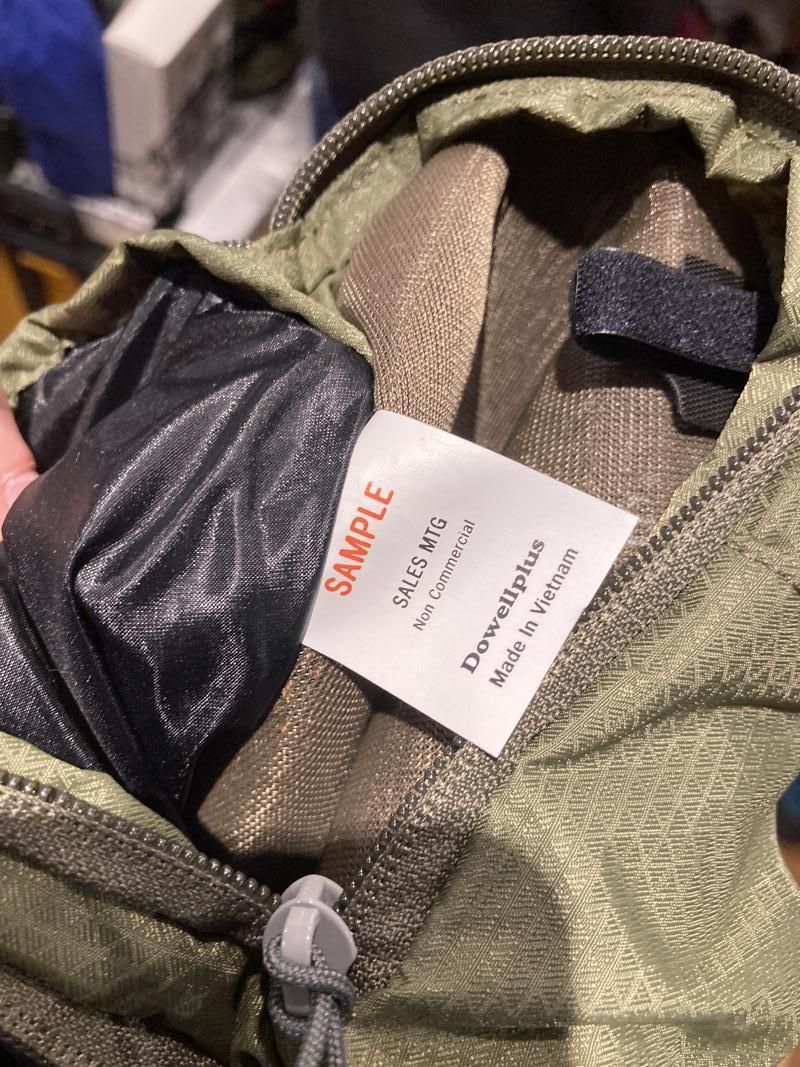 SAMPLE
SALES MTG
Non Commercial
Dowellplus
Made In Vietnam